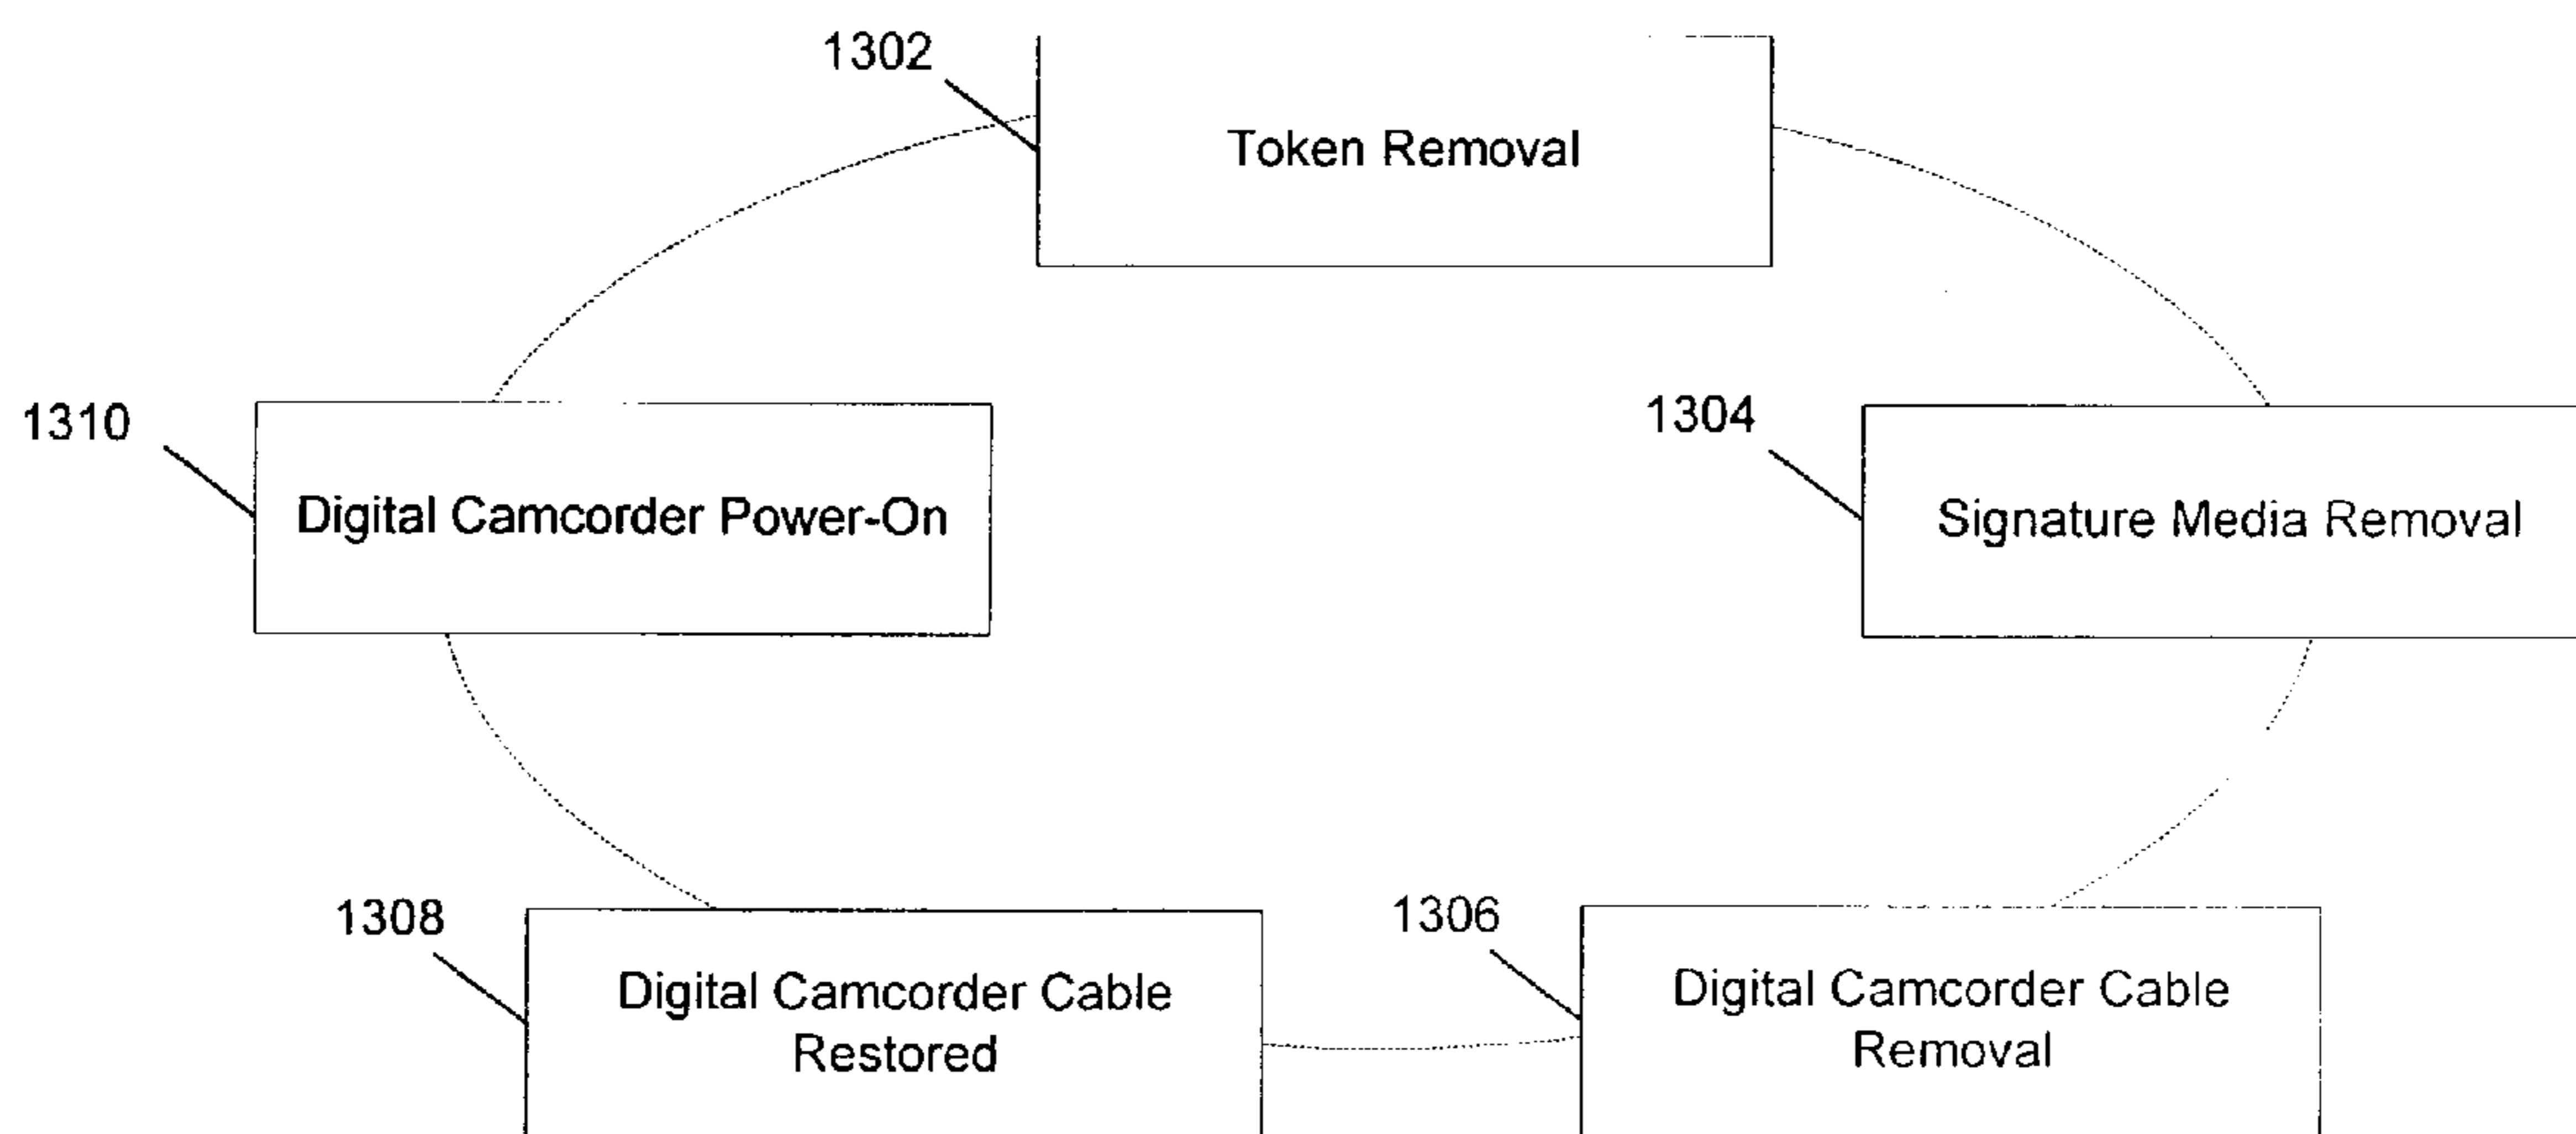 1302
Token Removal
1310
Digital Camcorder Power-On
1304
Signature Media Removal
1308
Digital Camcorder Cable
Restored
1306
Digital Camcorder Cable
Removal